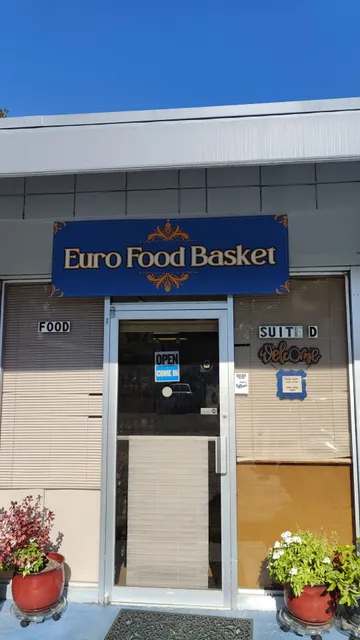 Euro Food Basket
FOOD
SUITE D
Welcome
OPEN
COME IN